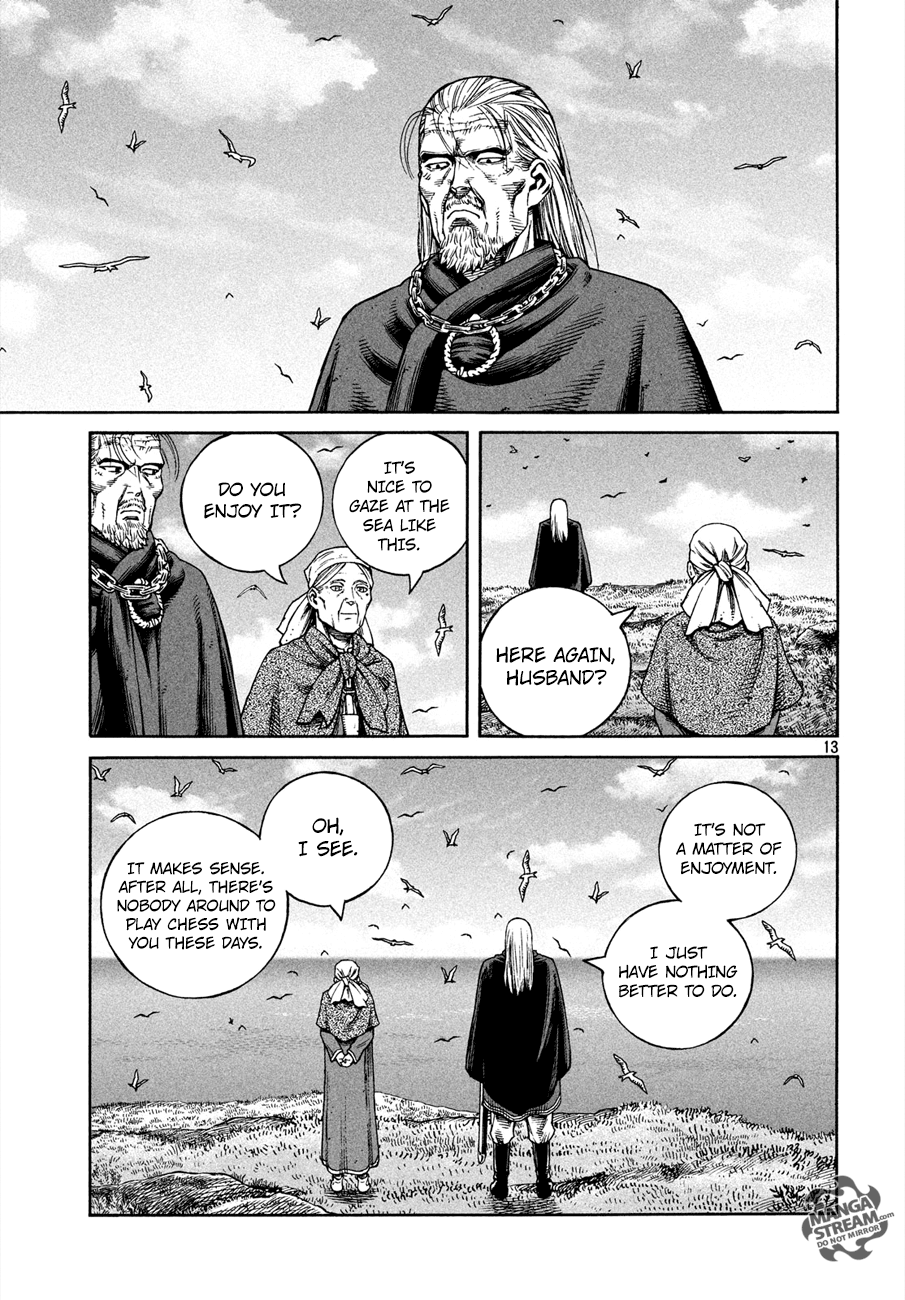 HERE AGAIN,
HUSBAND?
IT'S
NICE TO
GAZE AT THE
SEA LIKE
THIS.
DO YOU
ENJOY IT?
13
IT'S NOT
A MATTER OF
ENJOYMENT.
I JUST
HAVE NOTHING
BETTER TO DO.
OH,
I SEE.
IT MAKES SENSE.
AFTER ALL, THERE'S
NOBODY AROUND TO
PLAY CHESS WITH
YOU THESE DAYS.
MANGA
STREAM.com
DO NOT MIRROR